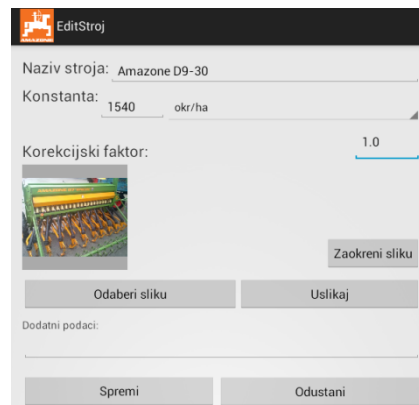 AMAZONE
EditStroj
Naziv stroja: Amazone D9-30
Konstanta: 1540 okr/ha
Korekcijski faktor: 1.0
Zaokreni sliku
Odaberi sliku Uslikaj
Dodatni podaci:
Spremi Odustani